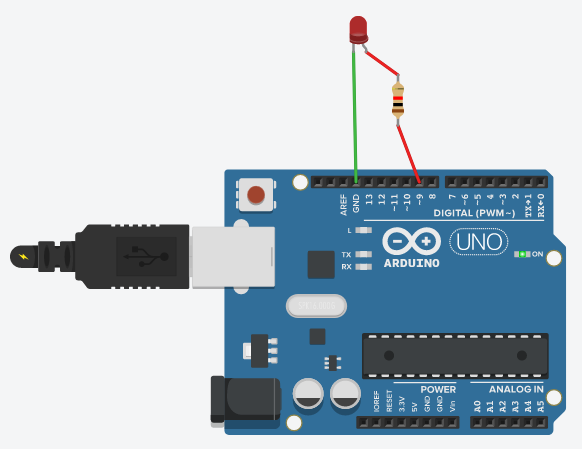 AREF
GND
13
12
~11
~10
~9
8
7
~6
~5
4
~3
2
TX→1
RX←0
DIGITAL (PWM~)
L
TX
RX
UNO
ARDUINO
ON
POWER
ANALOG IN
IOREF
RESET
3.3V
5V
GND
GND
Vin
A0
A1
A2
A3
A4
A5